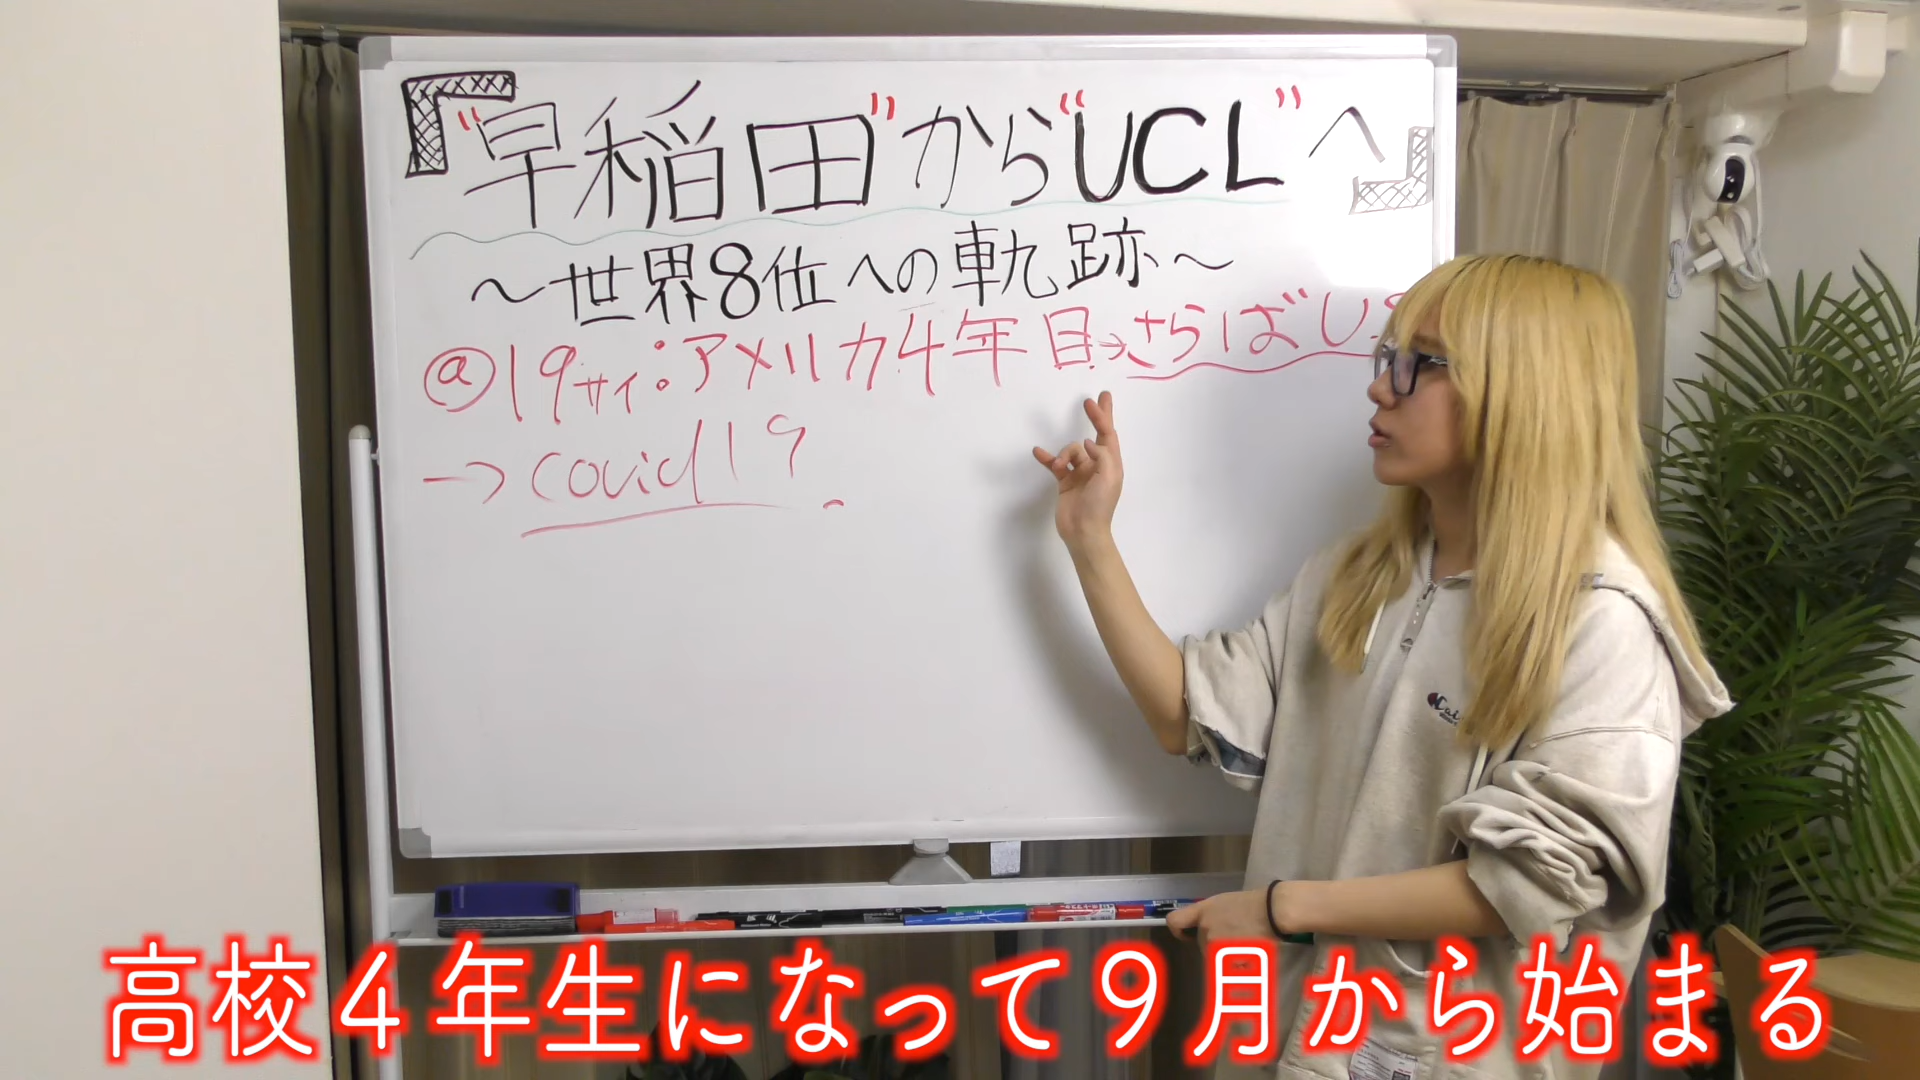 『"早稲田"から"UCL"へ』
～世界8位への軌跡～
@19サイ:アメリカ4年目→さらばUS
→covid19
高校4年生になって9月から始まる